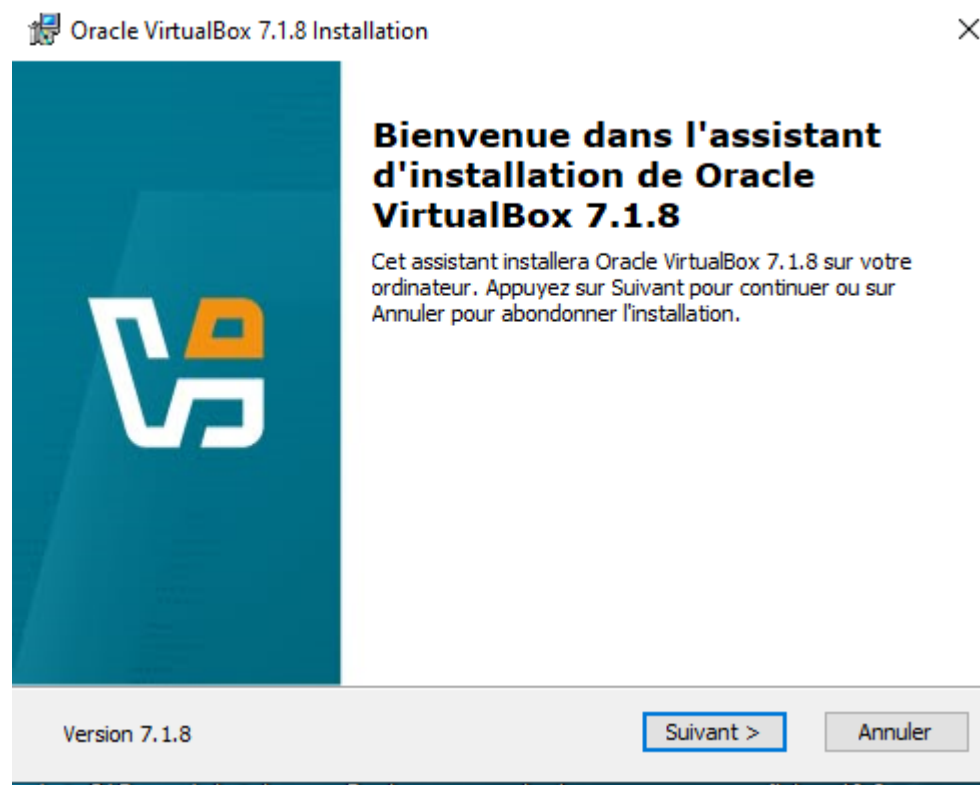 Oracle VirtualBox 7.1.8 Installation
Bienvenue dans l'assistant
d'installation de Oracle
VirtualBox 7.1.8
Cet assistant installera Oracle VirtualBox 7.1.8 sur votre
ordinateur. Appuyez sur Suivant pour continuer ou sur
Annuler pour abondonner l'installation.
Version 7.1.8
Suivant >
Annuler